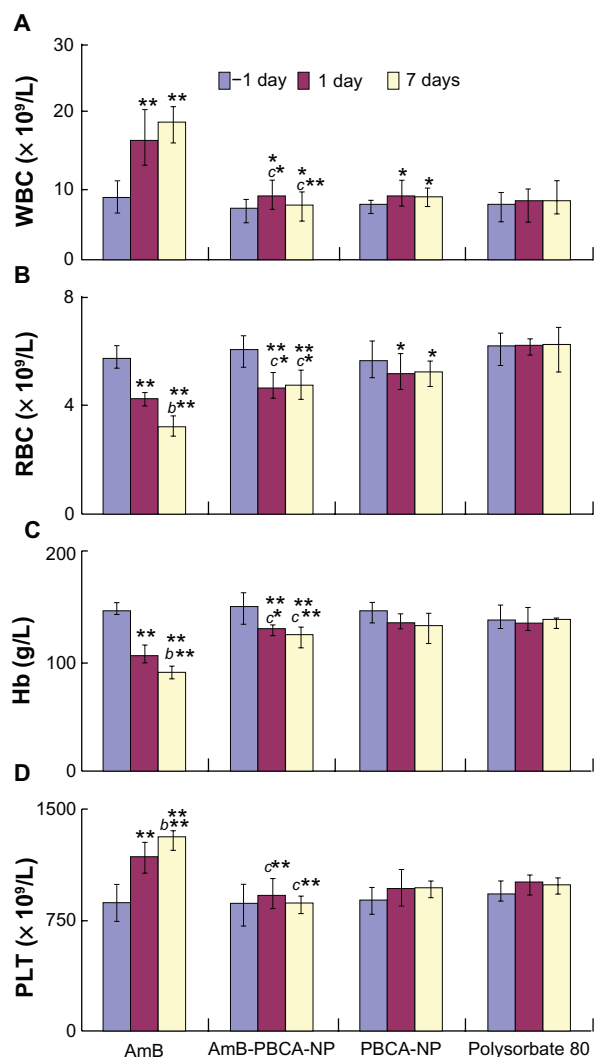 A
WBC (× 10⁹/L)
30
20
10
0
−1 day 1 day 7 days
** **
* *
c* c**
* *
B
RBC (× 10⁹/L)
8
4
0
** **
b**
** **
c* c*
* *
C
Hb (g/L)
200
100
0
** **
b**
** **
c* c**
D
PLT (× 10⁹/L)
1500
750
0
** **
b**
c** c**
AmB AmB-PBCA-NP PBCA-NP Polysorbate 80